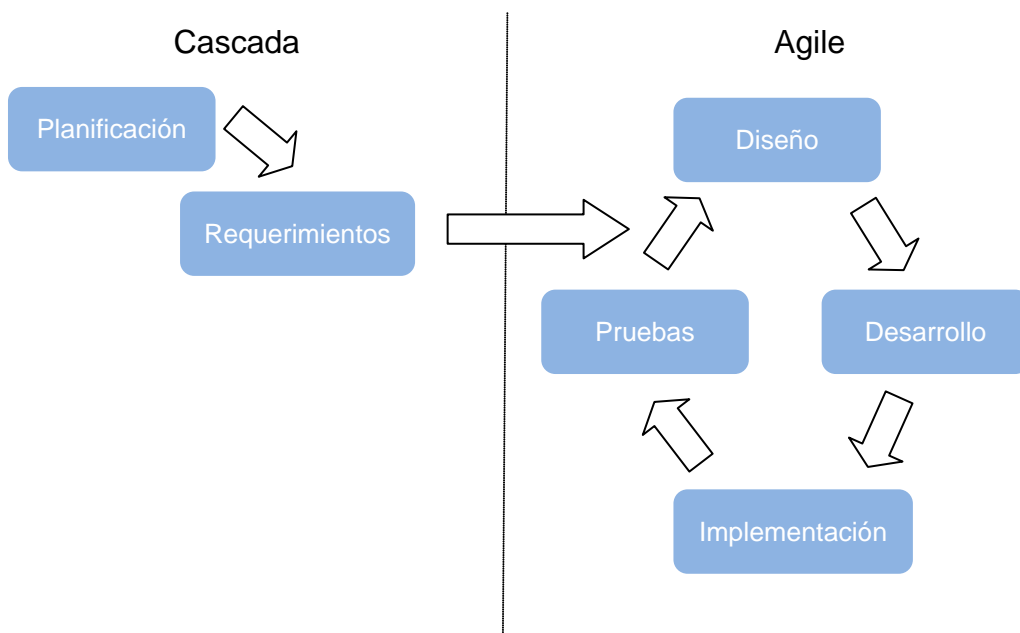 Cascada
Agile
Planificación
Requerimientos
Diseño
Pruebas
Desarrollo
Implementación